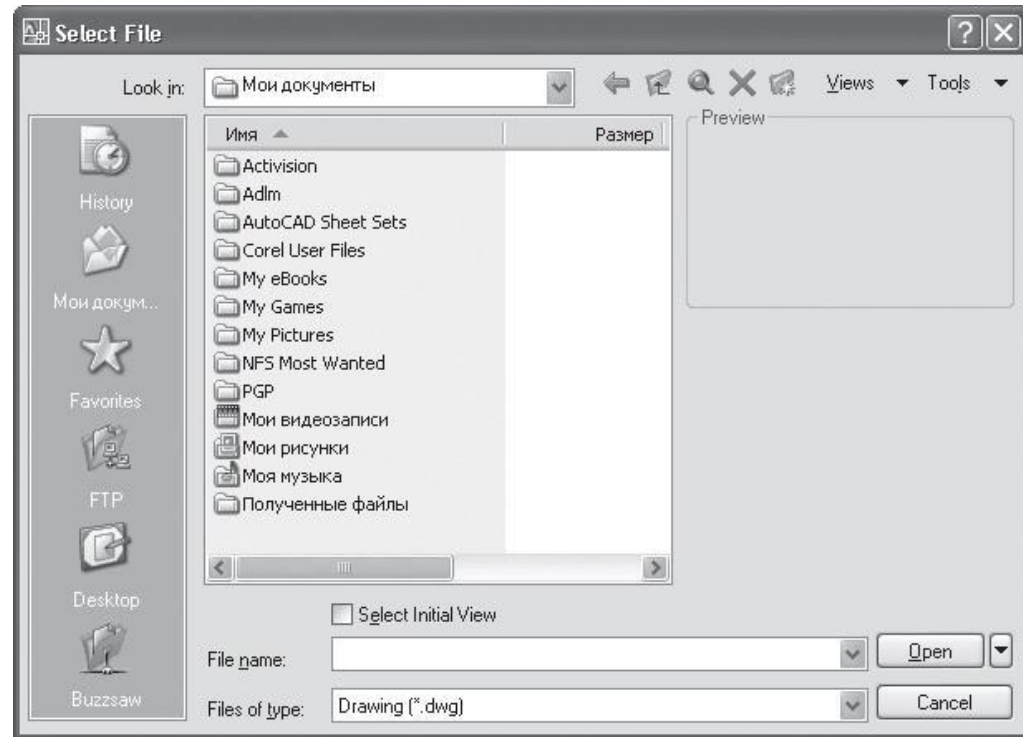 Select File
Look in:
Мои документы
Views
Tools
History
Мои докум...
Favorites
FTP
Desktop
Buzzsaw
Имя
Размер
Activision
Adlm
AutoCAD Sheet Sets
Corel User Files
My eBooks
My Games
My Pictures
NFS Most Wanted
PGP
Мои видеозаписи
Мои рисунки
Моя музыка
Полученные файлы
Preview
Select Initial View
File name:
Open
Files of type:
Drawing (*.dwg)
Cancel